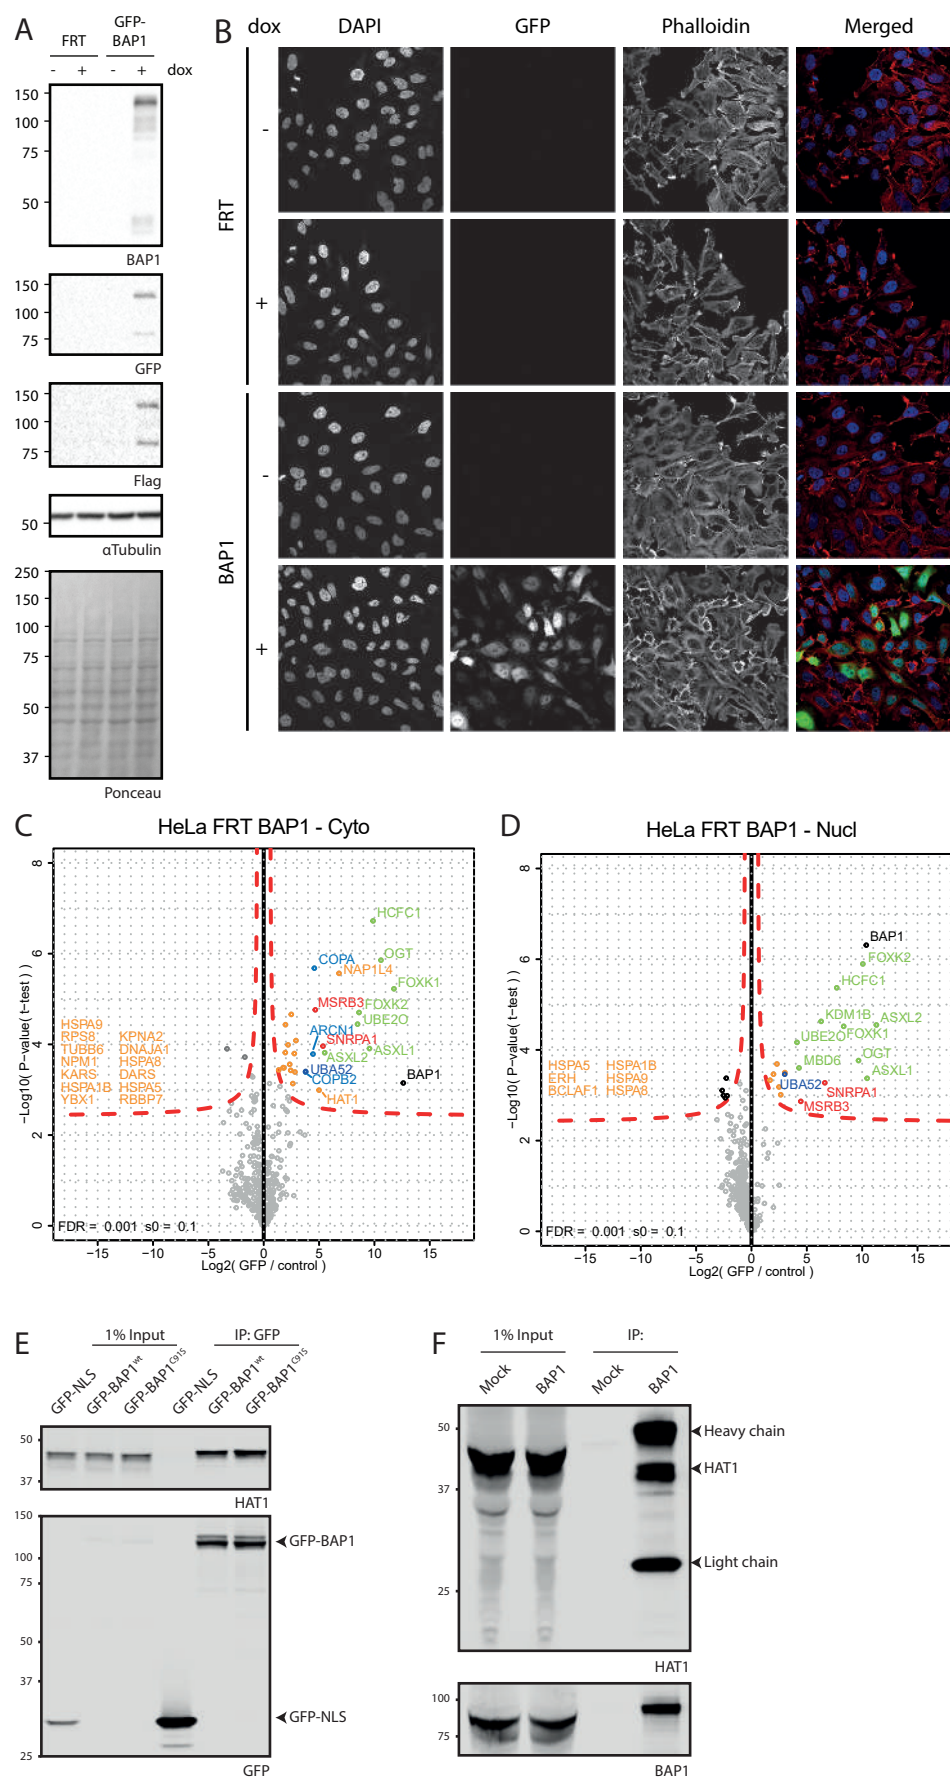 A
FRT
GFP-
BAP1
- + - + dox
150
100
75
50
BAP1
150
100
75
GFP
150
100
75
Flag
50
αTubulin
250
150
100
75
50
37
Ponceau
B
dox DAPI GFP Phalloidin Merged
FRT
-
+
BAP1
-
+
C
HeLa FRT BAP1 - Cyto
−Log10( P−value( t−test ) )
8
6
4
2
0
HCFC1
COPA
OGT
NAP1L4
FOXK1
MSRB3
FOXK2
UBE2O
ARCN1
SNRPA1
ASXL1
ASXL2
UBA52
COPB2
BAP1
HAT1
HSPA9
RPS8 KPNA2
TUBB6 DNAJA1
NPM1 HSPA8
KARS DARS
HSPA1B HSPA5
YBX1 RBBP7
FDR = 0.001 s0 = 0.1
−15 −10 −5 0 5 10 15
Log2( GFP / control )
D
HeLa FRT BAP1 - Nucl
−Log10( P−value( t−test ) )
8
6
4
2
0
BAP1
FOXK2
HCFC1
KDM1B ASXL2
UBE2O FOXK1
MBD6 OGT
ASXL1
UBA52
SNRPA1
MSRB3
HSPA5 HSPA1B
ERH HSPA9
BCLAF1 HSPA8
FDR = 0.001 s0 = 0.1
−15 −10 −5 0 5 10 15
Log2( GFP / control )
E
1% Input IP: GFP
GFP-NLS GFP-BAP1wt GFP-BAP1C91S GFP-NLS GFP-BAP1wt GFP-BAP1C91S
50
37
HAT1
150
100
75
50
37
25
GFP-BAP1
GFP-NLS
GFP
F
1% Input IP:
Mock BAP1 Mock BAP1
50
37
25
Heavy chain
HAT1
Light chain
HAT1
100
75
BAP1